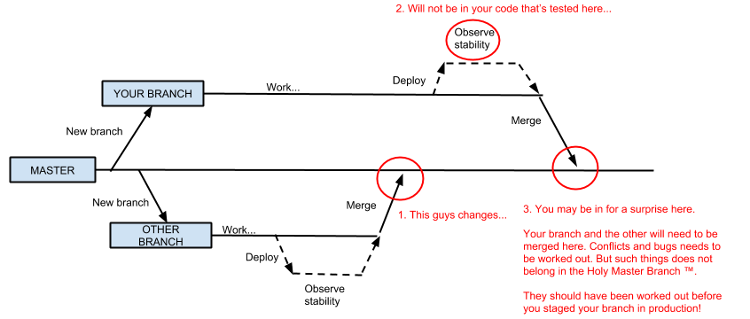 2. Will not be in your code that's tested here...
Observe
stability
Deploy
Work...
YOUR BRANCH
Merge
New branch
MASTER
New branch
Merge
1. This guys changes...
3. You may be in for a surprise here.
Your branch and the other will need to be
merged here. Conflicts and bugs needs to
be worked out. But such things does not
belong in the Holy Master Branch ™.
They should have been worked out before
you staged your branch in production!
OTHER
BRANCH
Work...
Deploy
Observe
stability